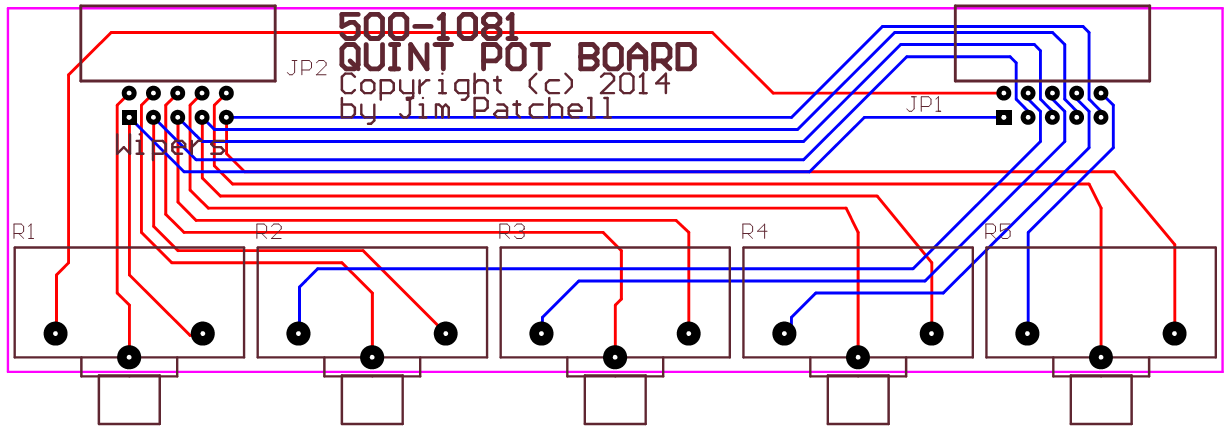 500-1081
QUINT POT BOARD
Copyright (c) 2014
by Jim Patchell
JP2
JP1
Wipers
R1
R2
R3
R4
R5